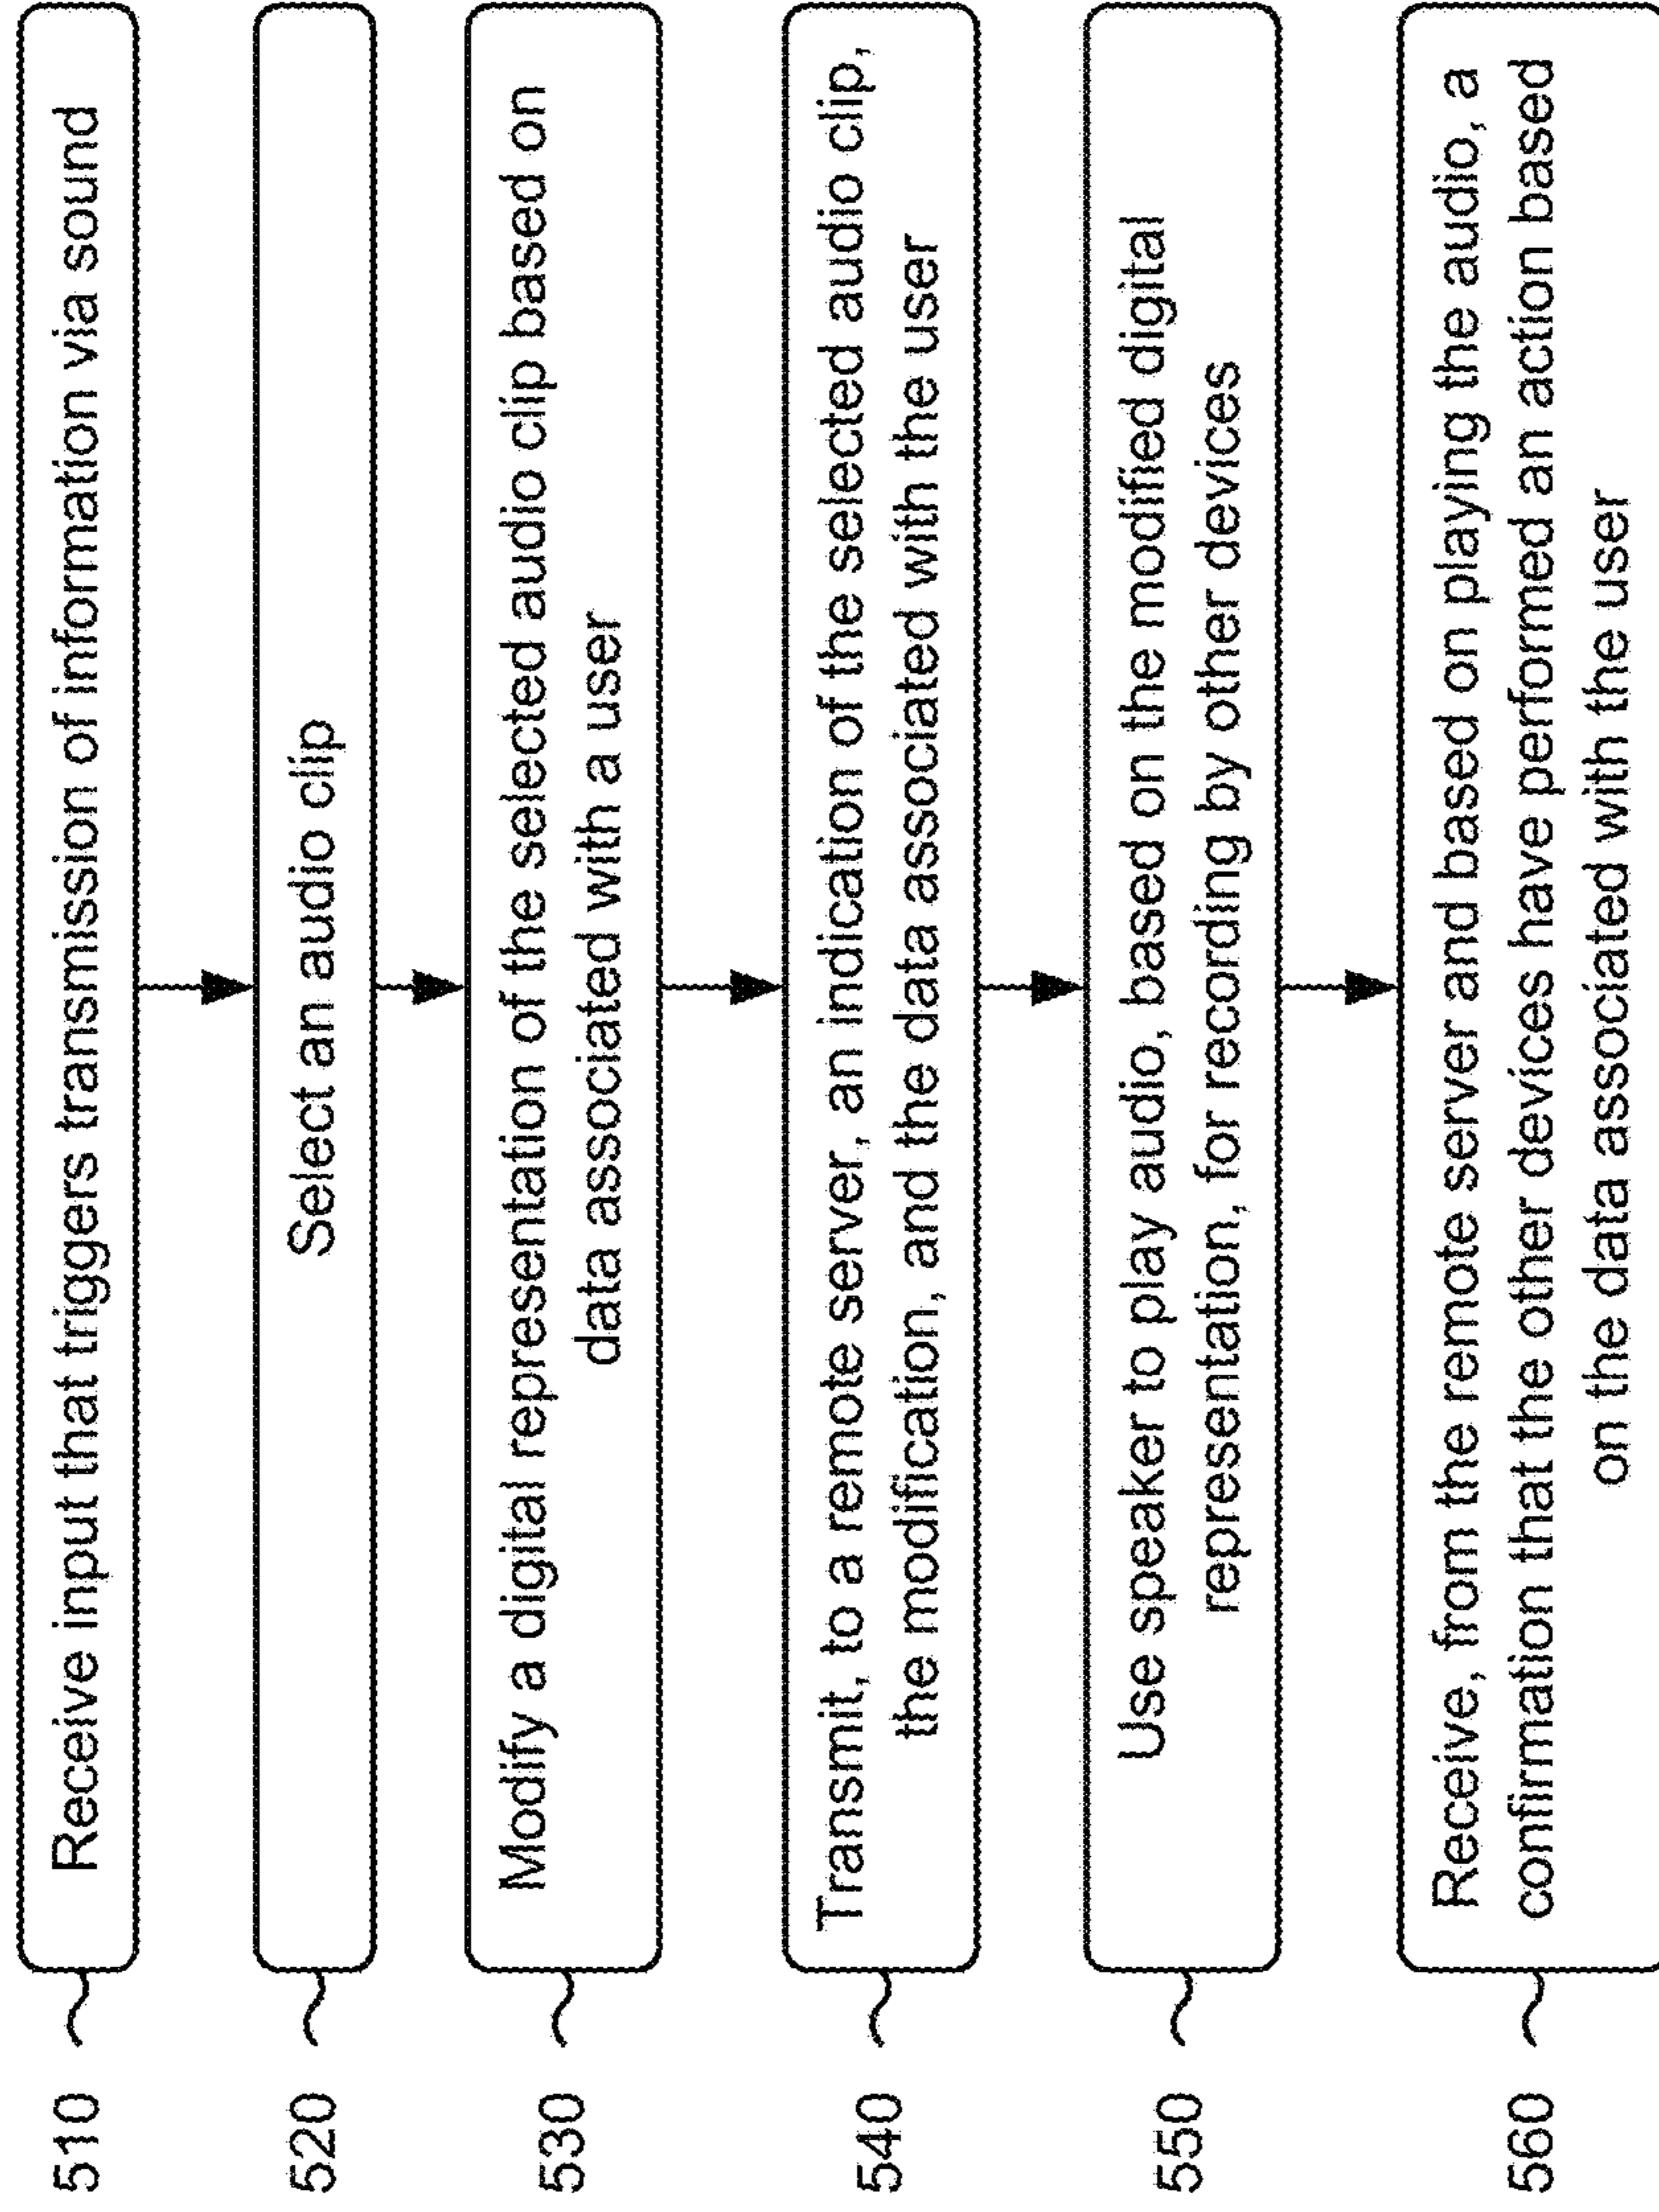 510
Receive input that triggers transmission of information via sound
520
Select an audio clip
530
Modify a digital representation of the selected audio clip based on
data associated with a user
540
Transmit, to a remote server, an indication of the selected audio clip,
the modification, and the data associated with the user
550
Use speaker to play audio, based on the modified digital
representation, for recording by other devices
560
Receive, from the remote server and based on playing the audio, a
confirmation that the other devices have performed an action based
on the data associated with the user